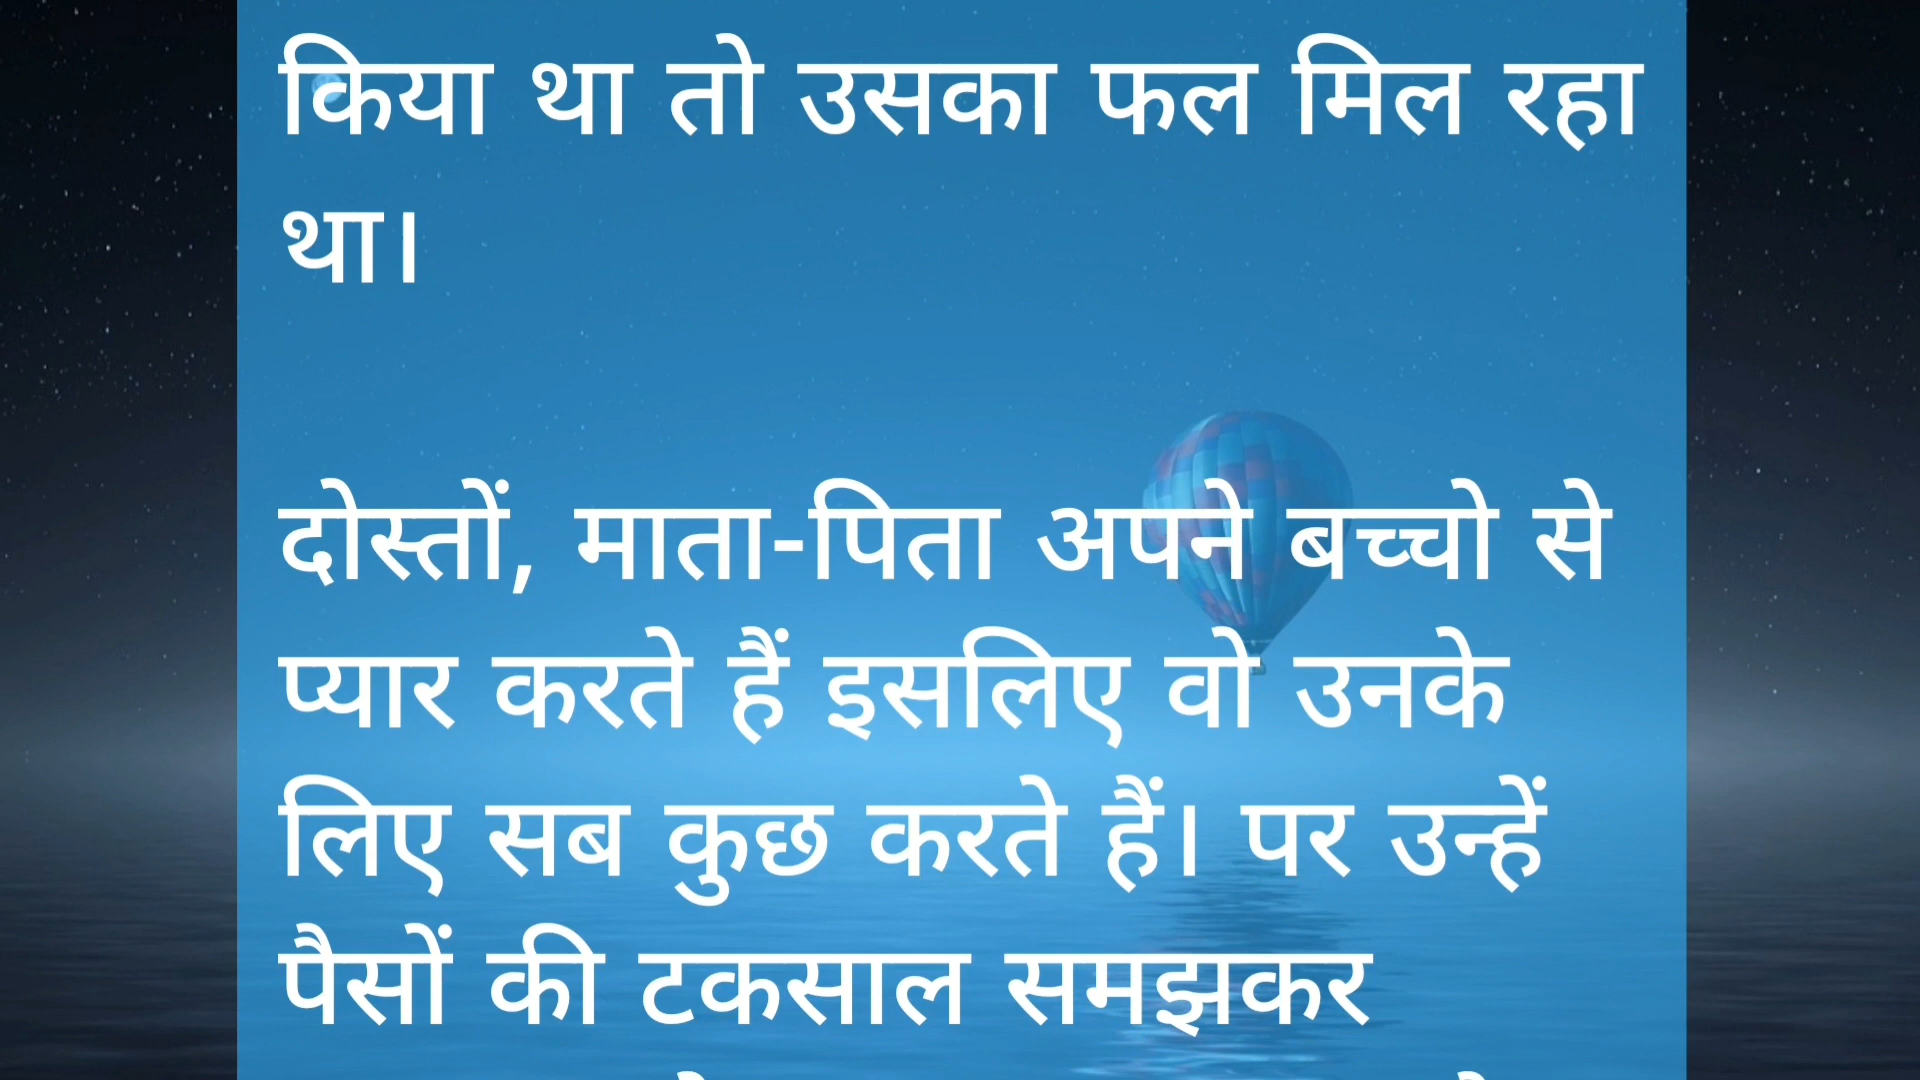 किया था तो उसका फल मिल रहा
था।
दोस्तों, माता-पिता अपने बच्चो से
प्यार करते हैं इसलिए वो उनके
लिए सब कुछ करते हैं। पर उन्हें
पैसों की टकसाल समझकर